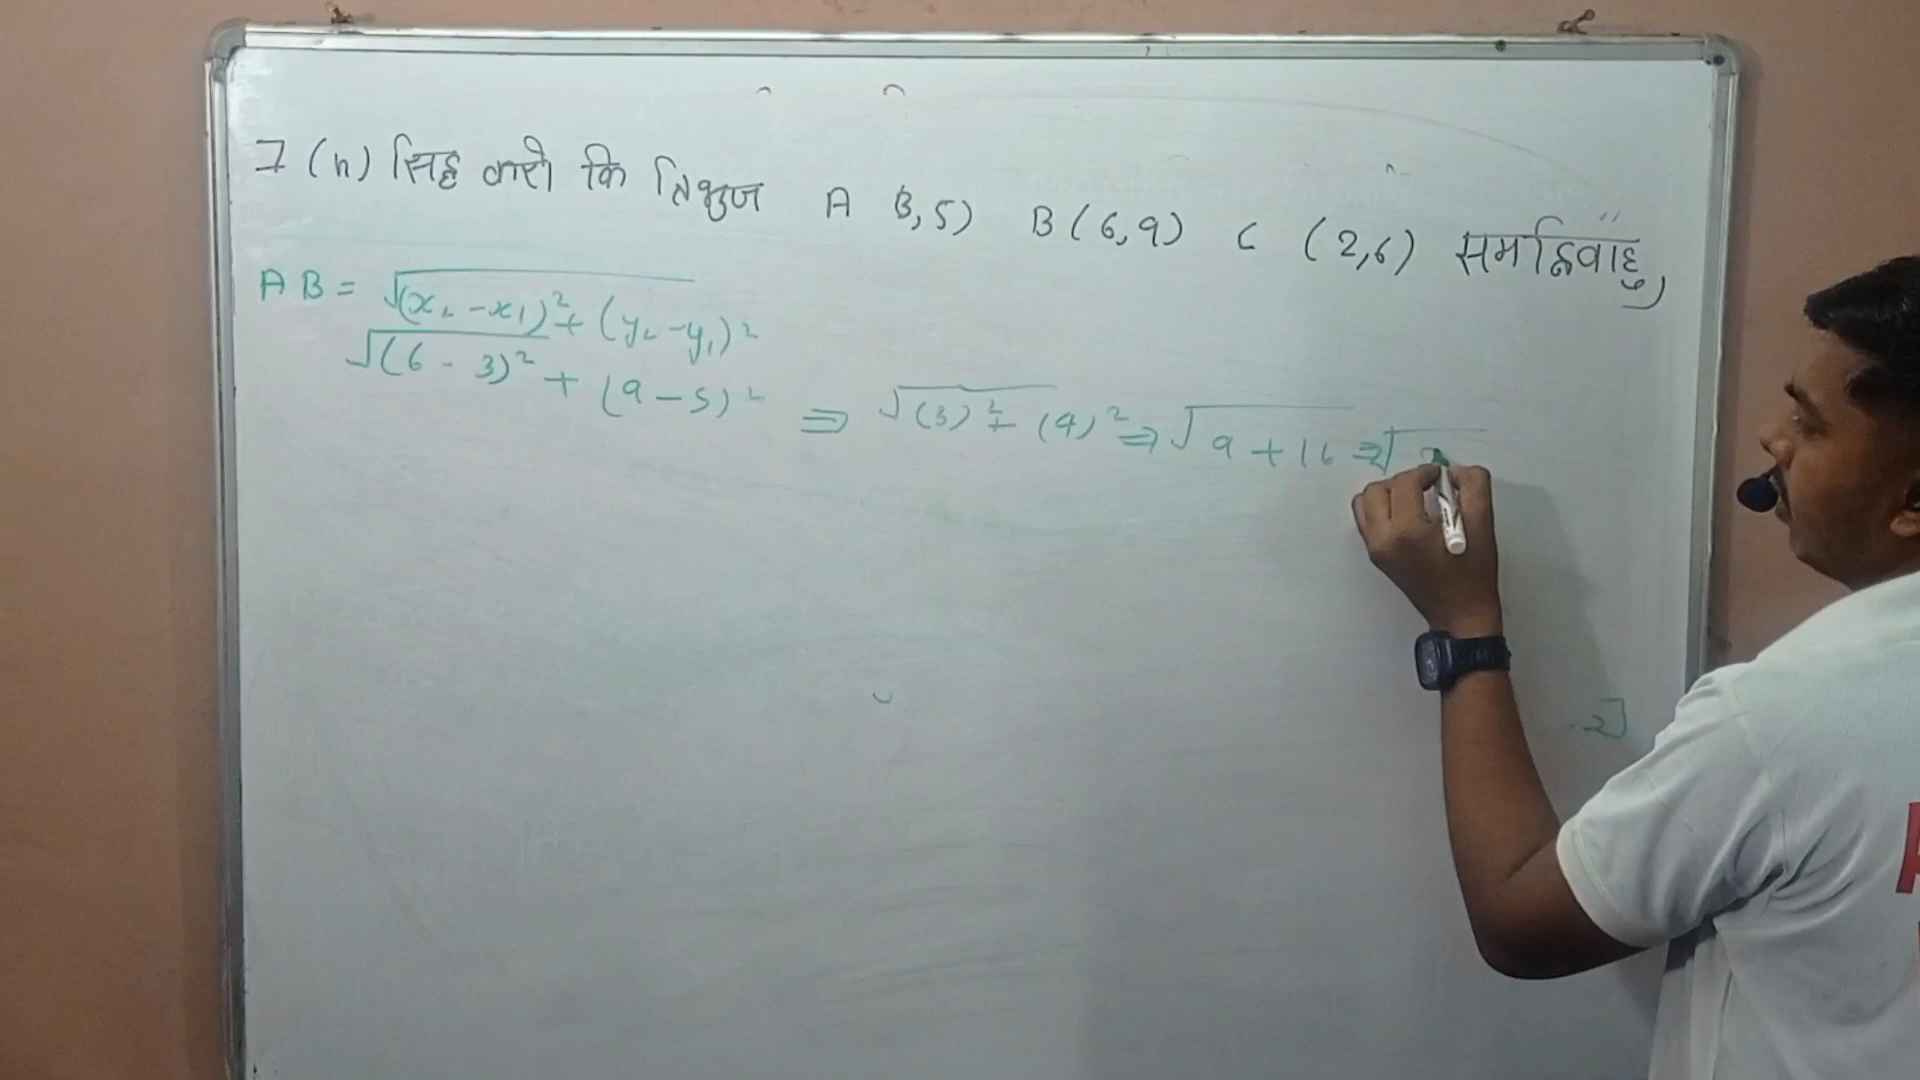 I (h) सिद्ध करो कि त्रिभुज A (3,5) B (6,9) C (2,6) समद्विबाहु
AB = √(x₂ - x₁)² + (y₂ - y₁)²
√(6 - 3)² + (9 - 5)² ⇒ √(3)² + (4)² ⇒ √9 + 16 ⇒ √